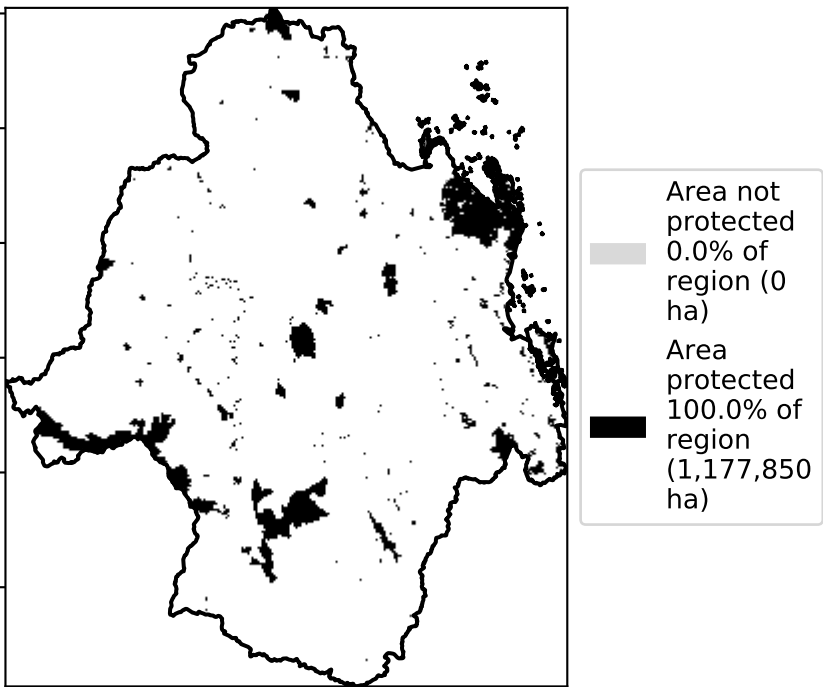 Area not
protected
0.0% of
region (0
ha)
Area
protected
100.0% of
region
(1,177,850
ha)